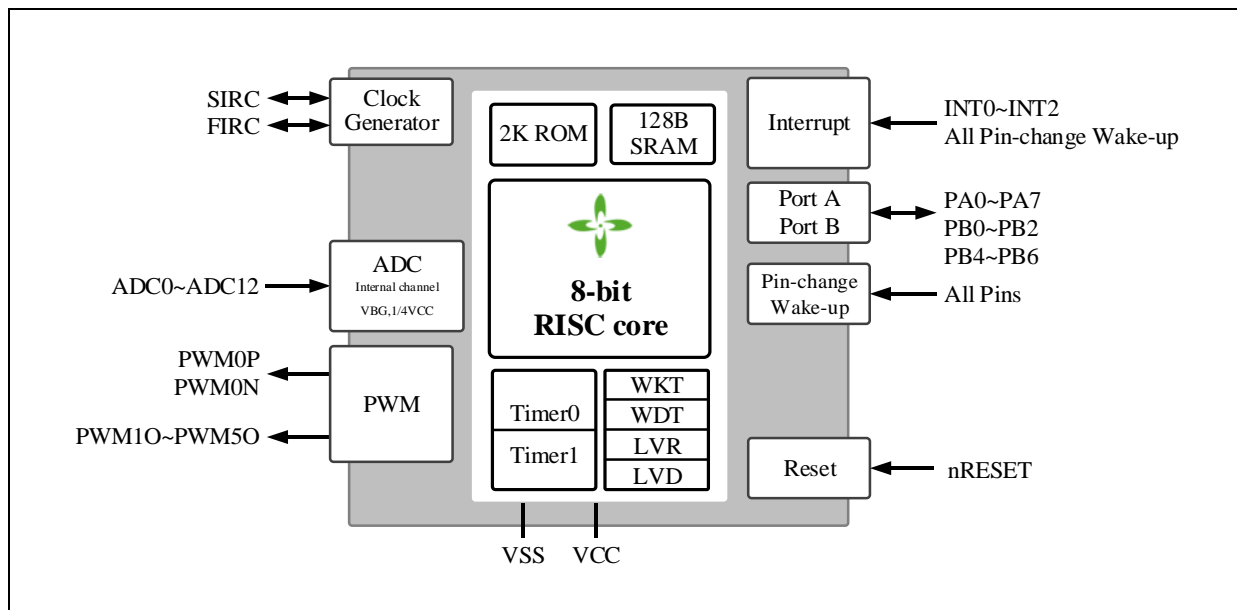 SIRC
FIRC
Clock
Generator
2K ROM
128B
SRAM
Interrupt
INT0~INT2
All Pin-change Wake-up
Port A
Port B
PA0~PA7
PB0~PB2
PB4~PB6
ADC0~ADC12
ADC
Internal channel
VBG,1/4VCC
8-bit
RISC core
Pin-change
Wake-up
All Pins
PWM0P
PWM0N
PWM1O~PWM5O
PWM
Timer0
Timer1
WKT
WDT
LVR
LVD
Reset
nRESET
VSS
VCC